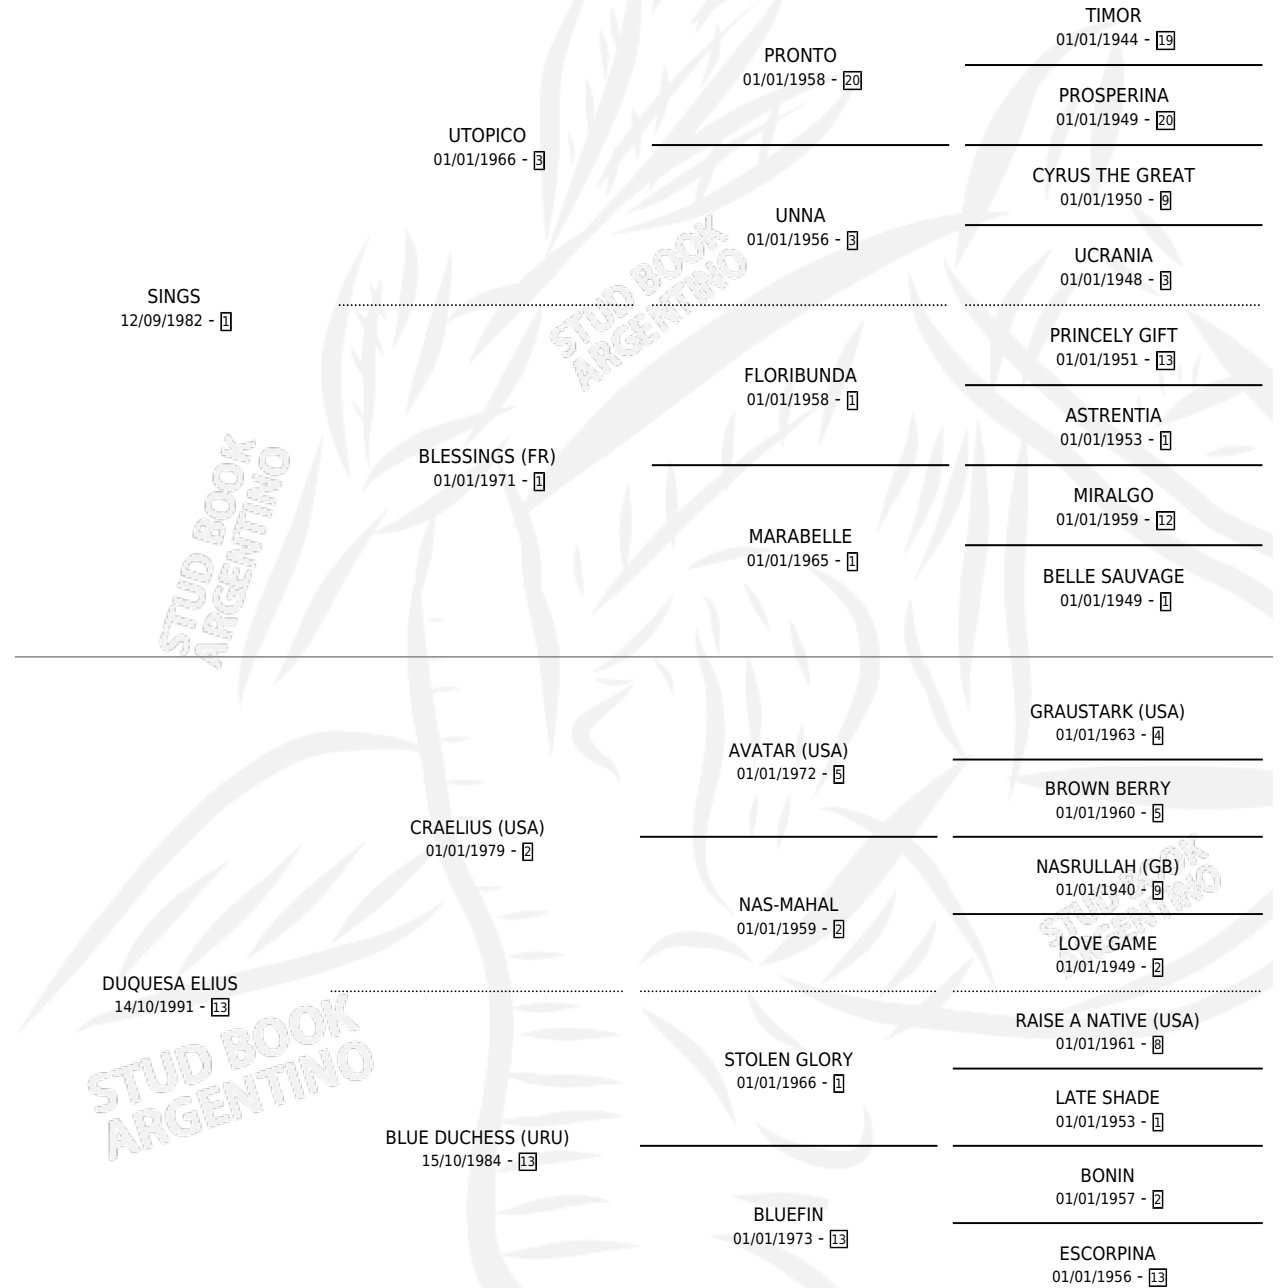 TIMOR
01/01/1944 - 19
PRONTO
01/01/1958 - 20
PROSPERINA
01/01/1949 - 20
UTOPICO
01/01/1966 - 3
CYRUS THE GREAT
01/01/1950 - 9
UNNA
01/01/1956 - 3
UCRANIA
01/01/1948 - 3
SINGS
12/09/1982 - 1
PRINCELY GIFT
01/01/1951 - 13
FLORIBUNDA
01/01/1958 - 1
ASTRENTIA
01/01/1953 - 1
BLESSINGS (FR)
01/01/1971 - 1
MIRALGO
01/01/1959 - 12
MARABELLE
01/01/1965 - 1
BELLE SAUVAGE
01/01/1949 - 1
GRAUSTARK (USA)
01/01/1963 - 4
AVATAR (USA)
01/01/1972 - 5
BROWN BERRY
01/01/1960 - 5
CRAELIUS (USA)
01/01/1979 - 2
NASRULLAH (GB)
01/01/1940 - 9
NAS-MAHAL
01/01/1959 - 2
LOVE GAME
01/01/1949 - 2
DUQUESA ELIUS
14/10/1991 - 13
RAISE A NATIVE (USA)
01/01/1961 - 8
STOLEN GLORY
01/01/1966 - 1
LATE SHADE
01/01/1953 - 1
BLUE DUCHESS (URU)
15/10/1984 - 13
BONIN
01/01/1957 - 2
BLUEFIN
01/01/1973 - 13
ESCORPINA
01/01/1956 - 13
STUD BOOK
ARGENTINO
STUD BOOK
ARGENTINO
STUD BOOK
ARGENTINO
STUD BOOK
ARGENTINO